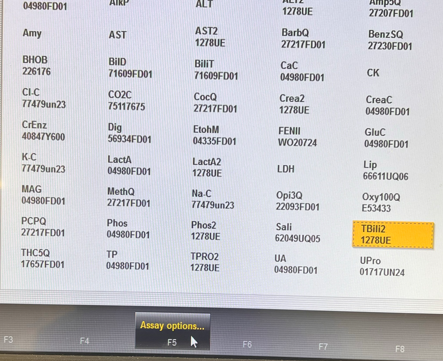 04980FD01 AlkP ALT ALT2 Amp5Q
1278UE 27207FD01
Amy AST AST2 BarbQ BenzSQ
1278UE 27217FD01 27230FD01
BHOB BilD BiliT CaC CK
226176 71609FD01 71609FD01 04980FD01
Cl-C CO2C CocQ Crea2 CreaC
77479un23 75117675 27217FD01 1278UE 04980FD01
CrEnz Dig EtohM FENII GluC
40847Y600 56934FD01 04335FD01 WO20724 04980FD01
K-C LactA LactA2 LDH Lip
77479un23 04980FD01 1278UE 66611UQ06
MAG MethQ Na-C Opi3Q Oxy100Q
04980FD01 27217FD01 77479un23 22093FD01 E53433
PCPQ Phos Phos2 Sali TBili2
27217FD01 04980FD01 1278UE 62049UQ05 1278UE
THC5Q TP TPRO2 UA UPro
17657FD01 04980FD01 1278UE 04980FD01 01717UN24
Assay options...
F3 F4 F5 F6 F7 F8